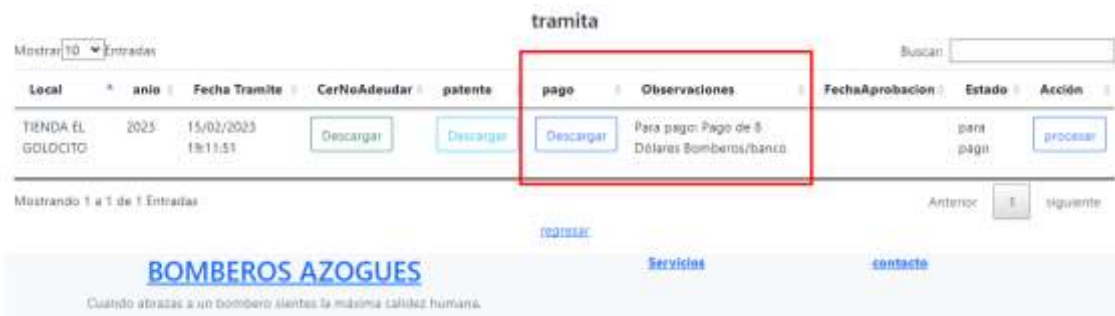 tramita
Mostrar 10 Entradas
Buscar:
Local anio Fecha Tramite CerNoAdeudar patente pago Observaciones FechaAprobacion Estado Acción
TIENDA EL 2023 15/02/2023 Descargar Descargar Descargar Para pago: Pago de 8 para procesar
GOLOCITO 19:11:51 Dólares Bomberos/banco pago
Mostrando 1 a 1 de 1 Entradas
Anterior 1 siguiente
regresar
BOMBEROS AZOGUES Servicios contacto
Cuando abrazas a un bombero sientes la máxima calidez humana.